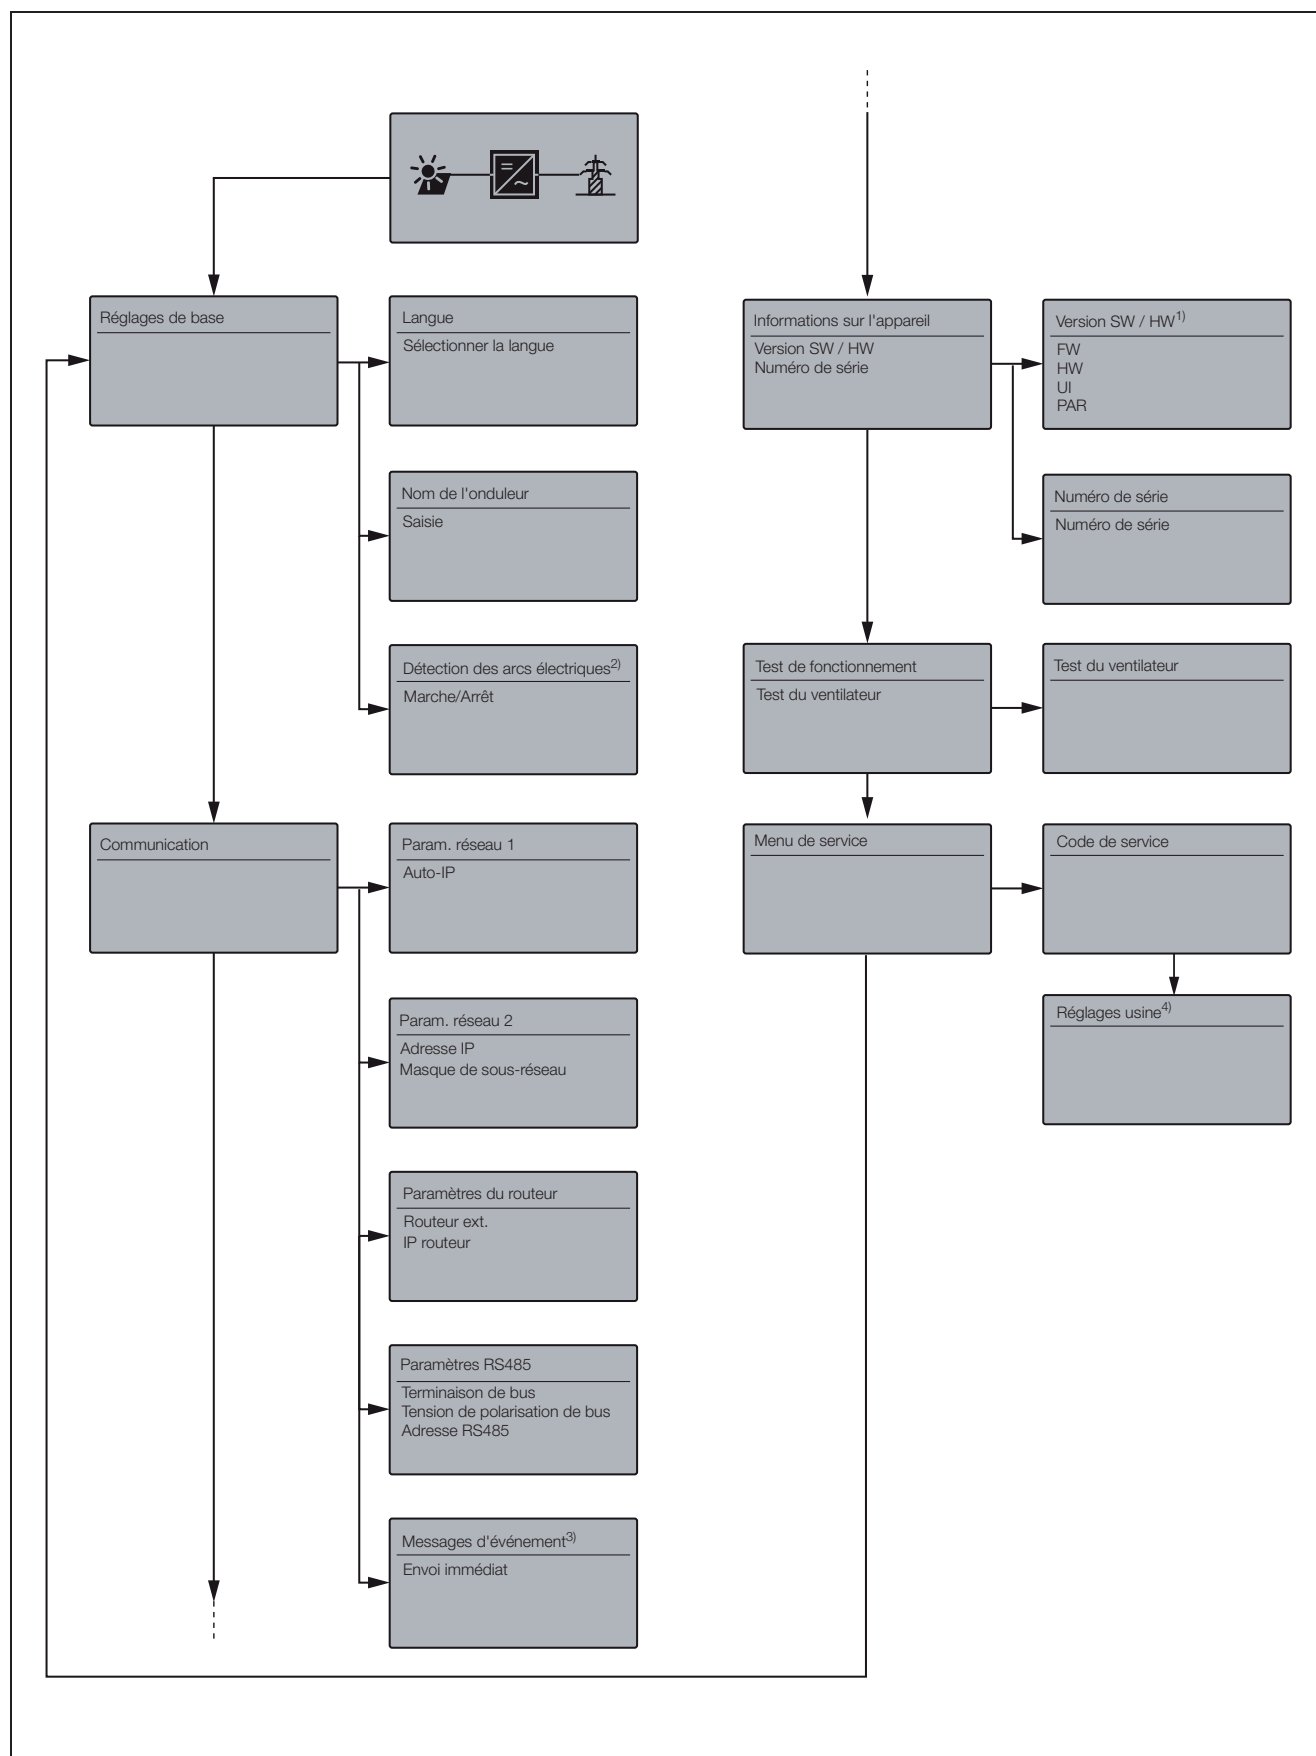 Réglages de base
Langue
Sélectionner la langue
Nom de l'onduleur
Saisie
Détection des arcs électriques2)
Marche/Arrêt
Communication
Param. réseau 1
Auto-IP
Param. réseau 2
Adresse IP
Masque de sous-réseau
Paramètres du routeur
Routeur ext.
IP routeur
Paramètres RS485
Terminaison de bus
Tension de polarisation de bus
Adresse RS485
Messages d'événement3)
Envoi immédiat
Informations sur l'appareil
Version SW / HW
Numéro de série
Version SW / HW1)
FW
HW
UI
PAR
Numéro de série
Numéro de série
Test de fonctionnement
Test du ventilateur
Test du ventilateur
Menu de service
Code de service
Réglages usine4)